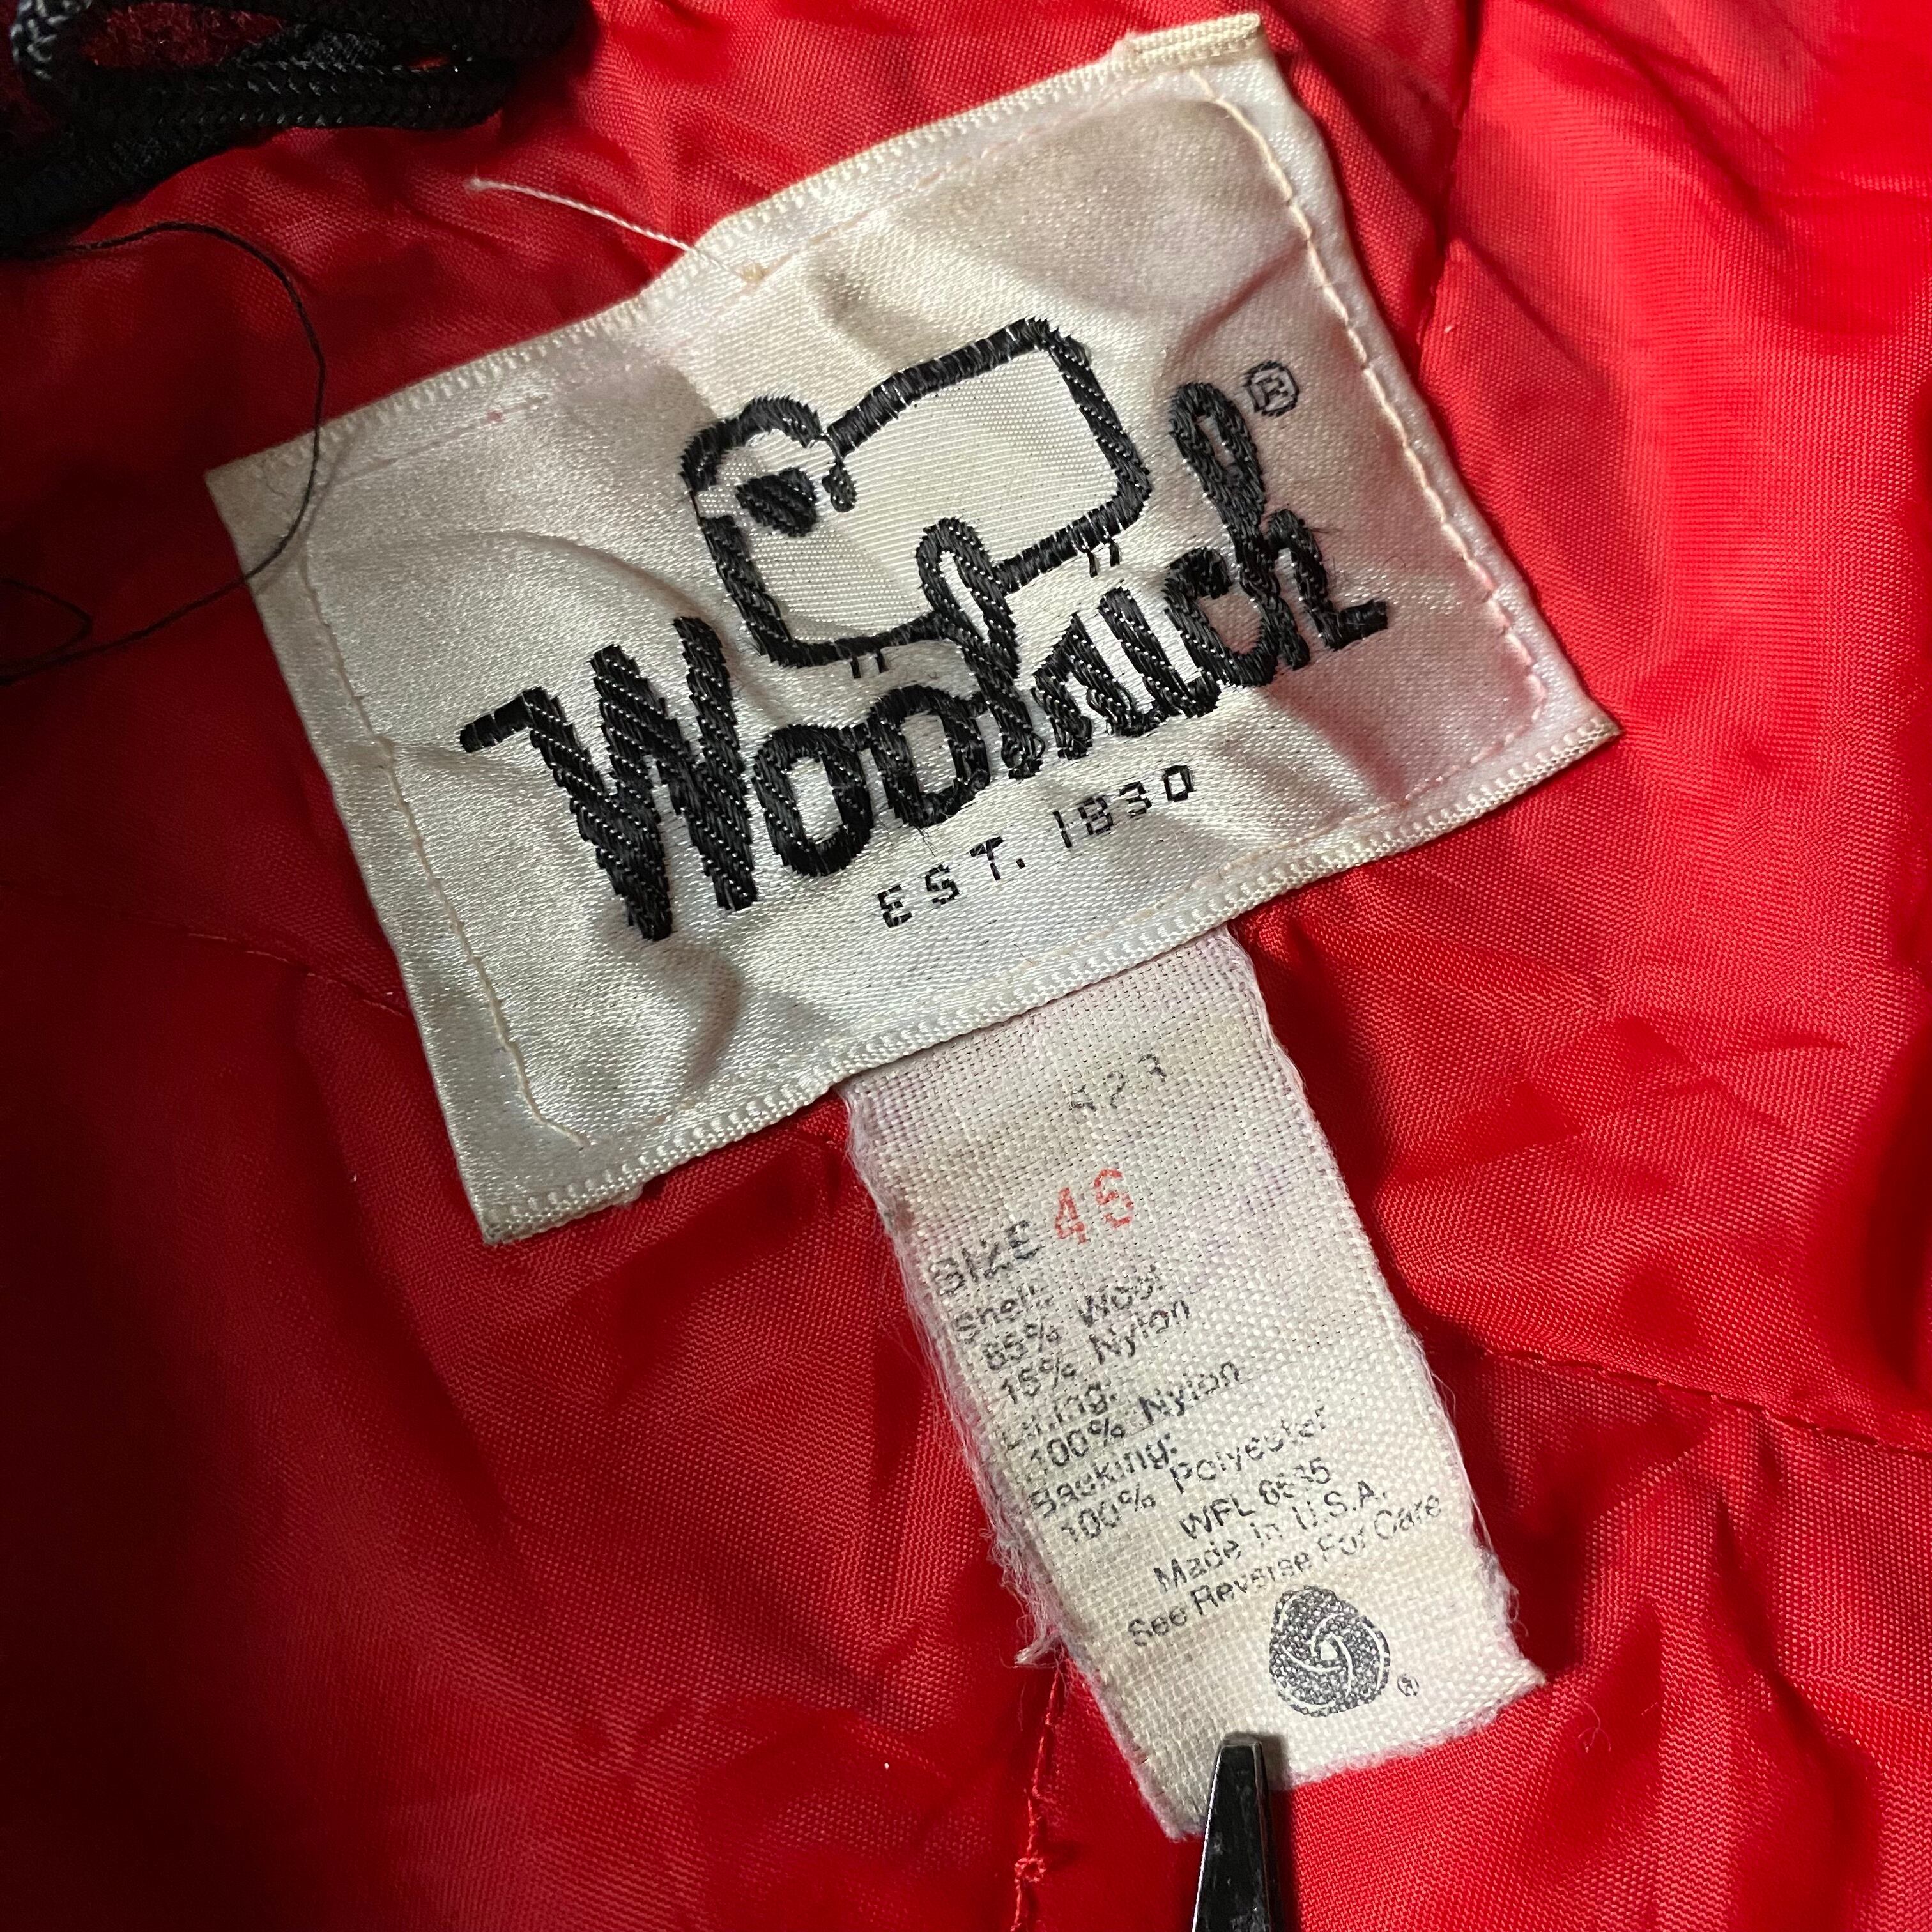 Woolrich®
EST. 1830
SIZE 46
Shell:
85% Wool
15% Nylon
Lining:
100% Nylon
Backing:
100% Polyester
WPL 6635
Made In U.S.A.
See Reverse For Care
®